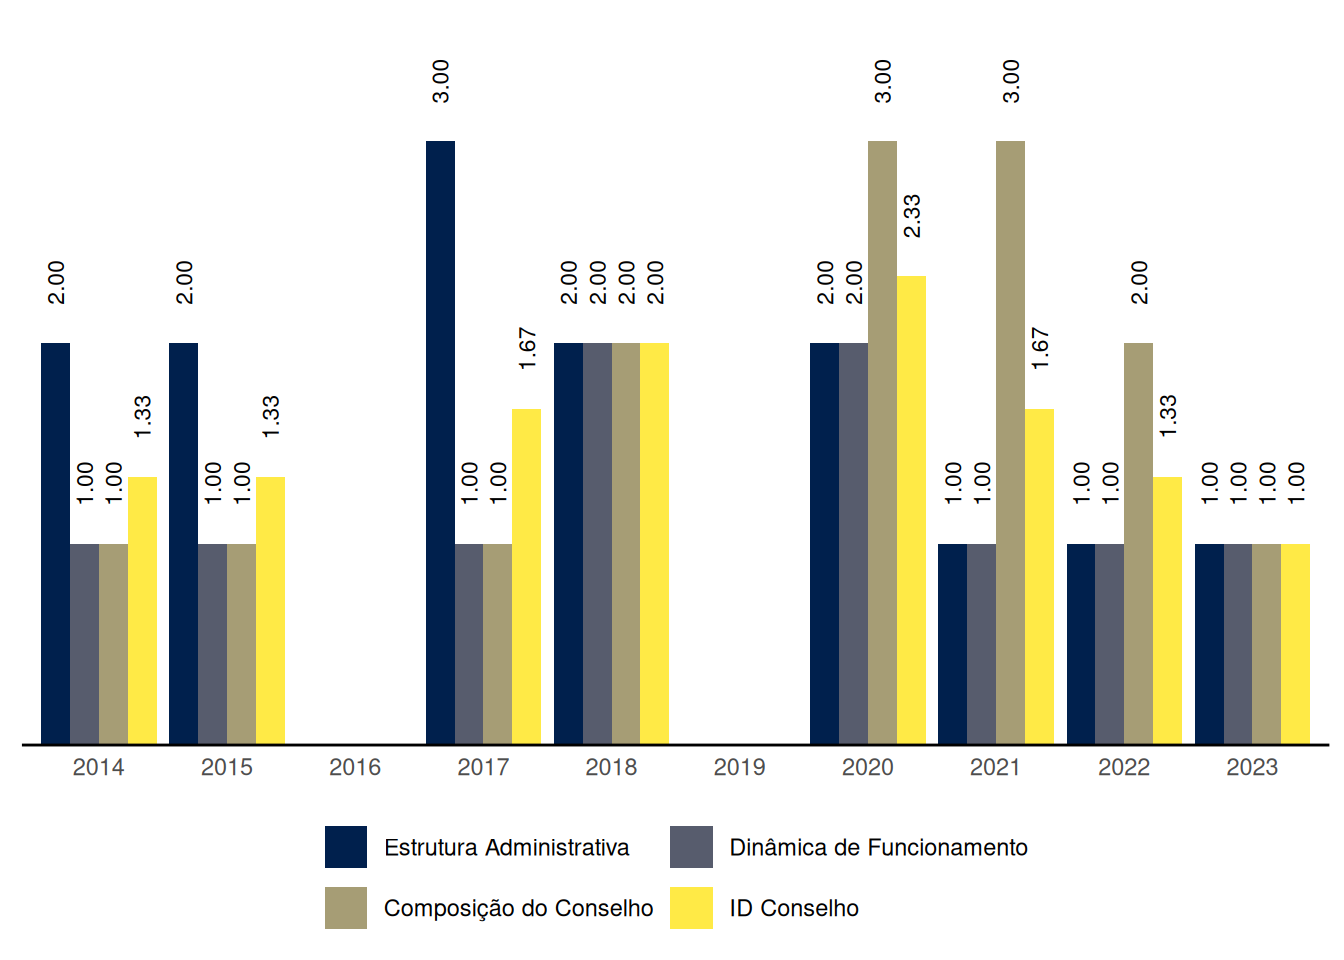 3.00 3.00 3.00
2.33
2.00 2.00 2.00 2.00 2.00 2.00 2.00 2.00 2.00
1.67 1.67
1.33 1.33 1.33
1.00 1.00 1.00 1.00 1.00 1.00 1.00 1.00 1.00 1.00 1.00 1.00 1.00 1.00
2014 2015 2016 2017 2018 2019 2020 2021 2022 2023
Estrutura Administrativa Dinâmica de Funcionamento
Composição do Conselho ID Conselho